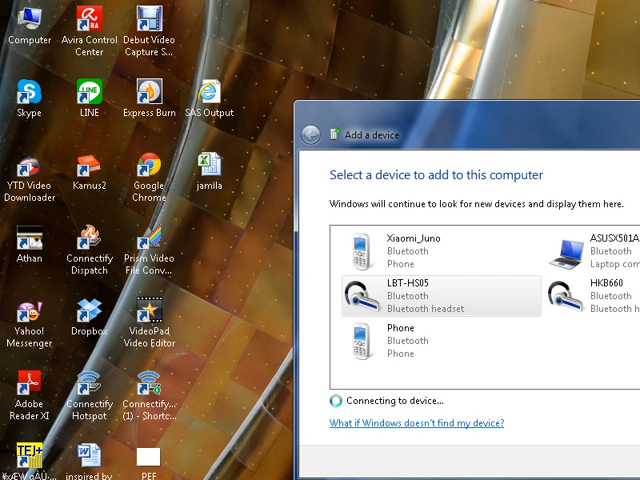 Computer
Avira Control
Center
Debut Video
Capture S...
Skype
LINE
Express Burn
SAS Output
YTD Video
Downloader
Kamus2
Google
Chrome
jamila
Athan
Connectify
Dispatch
Prism Video
File Conv...
Yahoo!
Messenger
Dropbox
VideoPad
Video Editor
Adobe
Reader XI
Connectify
Hotspot
Connectify...
(1) - Shortc...
TEJ+
inspired by
PEF
Add a device
Select a device to add to this computer
Windows will continue to look for new devices and display them here.
Xiaomi_Juno
Bluetooth
Phone
ASUSX501A
Bluetooth
Laptop com
LBT-HS05
Bluetooth
Bluetooth headset
HKB660
Bluetooth
Bluetooth h
Phone
Bluetooth
Phone
Connecting to device...
What if Windows doesn't find my device?